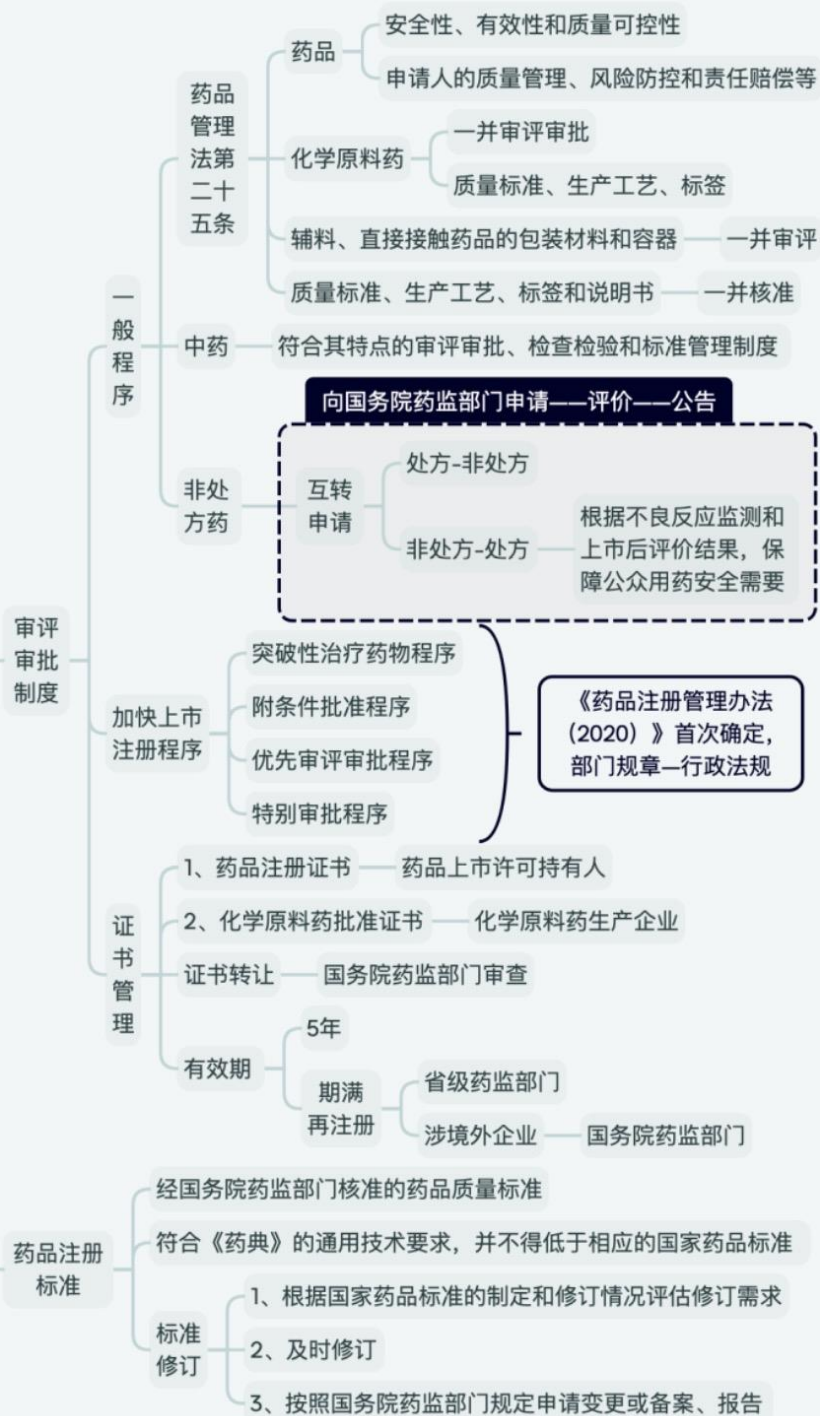 药品
管理
法第
二十
五条
药品
安全性、有效性和质量可控性
申请人的质量管理、风险防控和责任赔偿等
化学原料药
一并审评审批
质量标准、生产工艺、标签
辅料、直接接触药品的包装材料和容器
一并审评
质量标准、生产工艺、标签和说明书
一并核准
一
般
程
序
中药
符合其特点的审评审批、检查检验和标准管理制度
向国务院药监部门申请——评价——公告
非处
方药
互转
申请
处方-非处方
非处方-处方
根据不良反应监测和
上市后评价结果，保
障公众用药安全需要
审评
审批
制度
加快上市
注册程序
突破性治疗药物程序
附条件批准程序
优先审评审批程序
特别审批程序
《药品注册管理办法
（2020）》首次确定，
部门规章—行政法规
证
书
管
理
1、药品注册证书
药品上市许可持有人
2、化学原料药批准证书
化学原料药生产企业
证书转让
国务院药监部门审查
有效期
5年
期满
再注册
省级药监部门
涉境外企业
国务院药监部门
药品注册
标准
经国务院药监部门核准的药品质量标准
符合《药典》的通用技术要求，并不得低于相应的国家药品标准
标准
修订
1、根据国家药品标准的制定和修订情况评估修订需求
2、及时修订
3、按照国务院药监部门规定申请变更或备案、报告